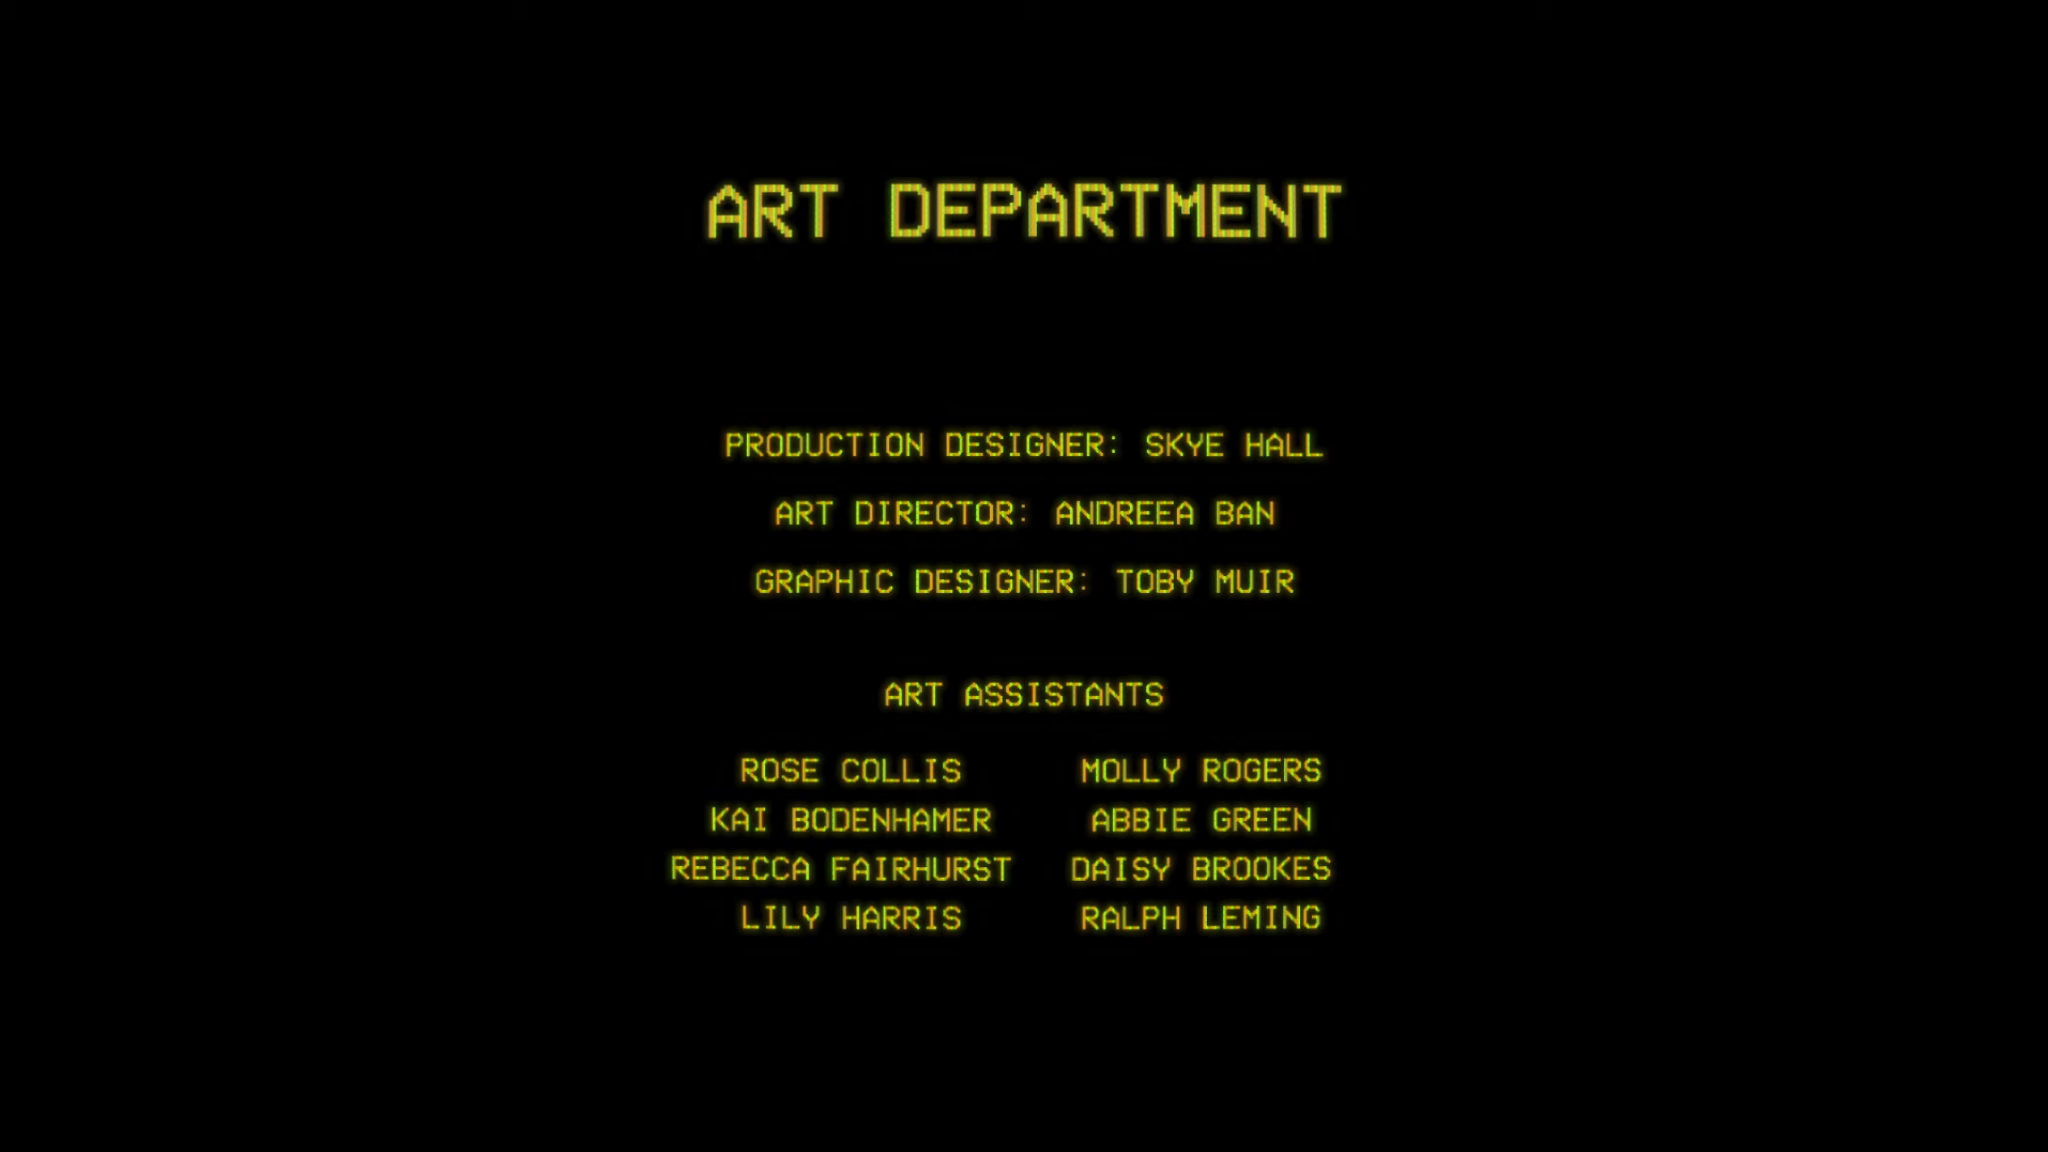 ART DEPARTMENT
PRODUCTION DESIGNER: SKYE HALL
ART DIRECTOR: ANDREEA BAN
GRAPHIC DESIGNER: TOBY MUIR
ART ASSISTANTS
ROSE COLLIS MOLLY ROGERS
KAI BODENHAMER ABBIE GREEN
REBECCA FAIRHURST DAISY BROOKES
LILY HARRIS RALPH LEMING